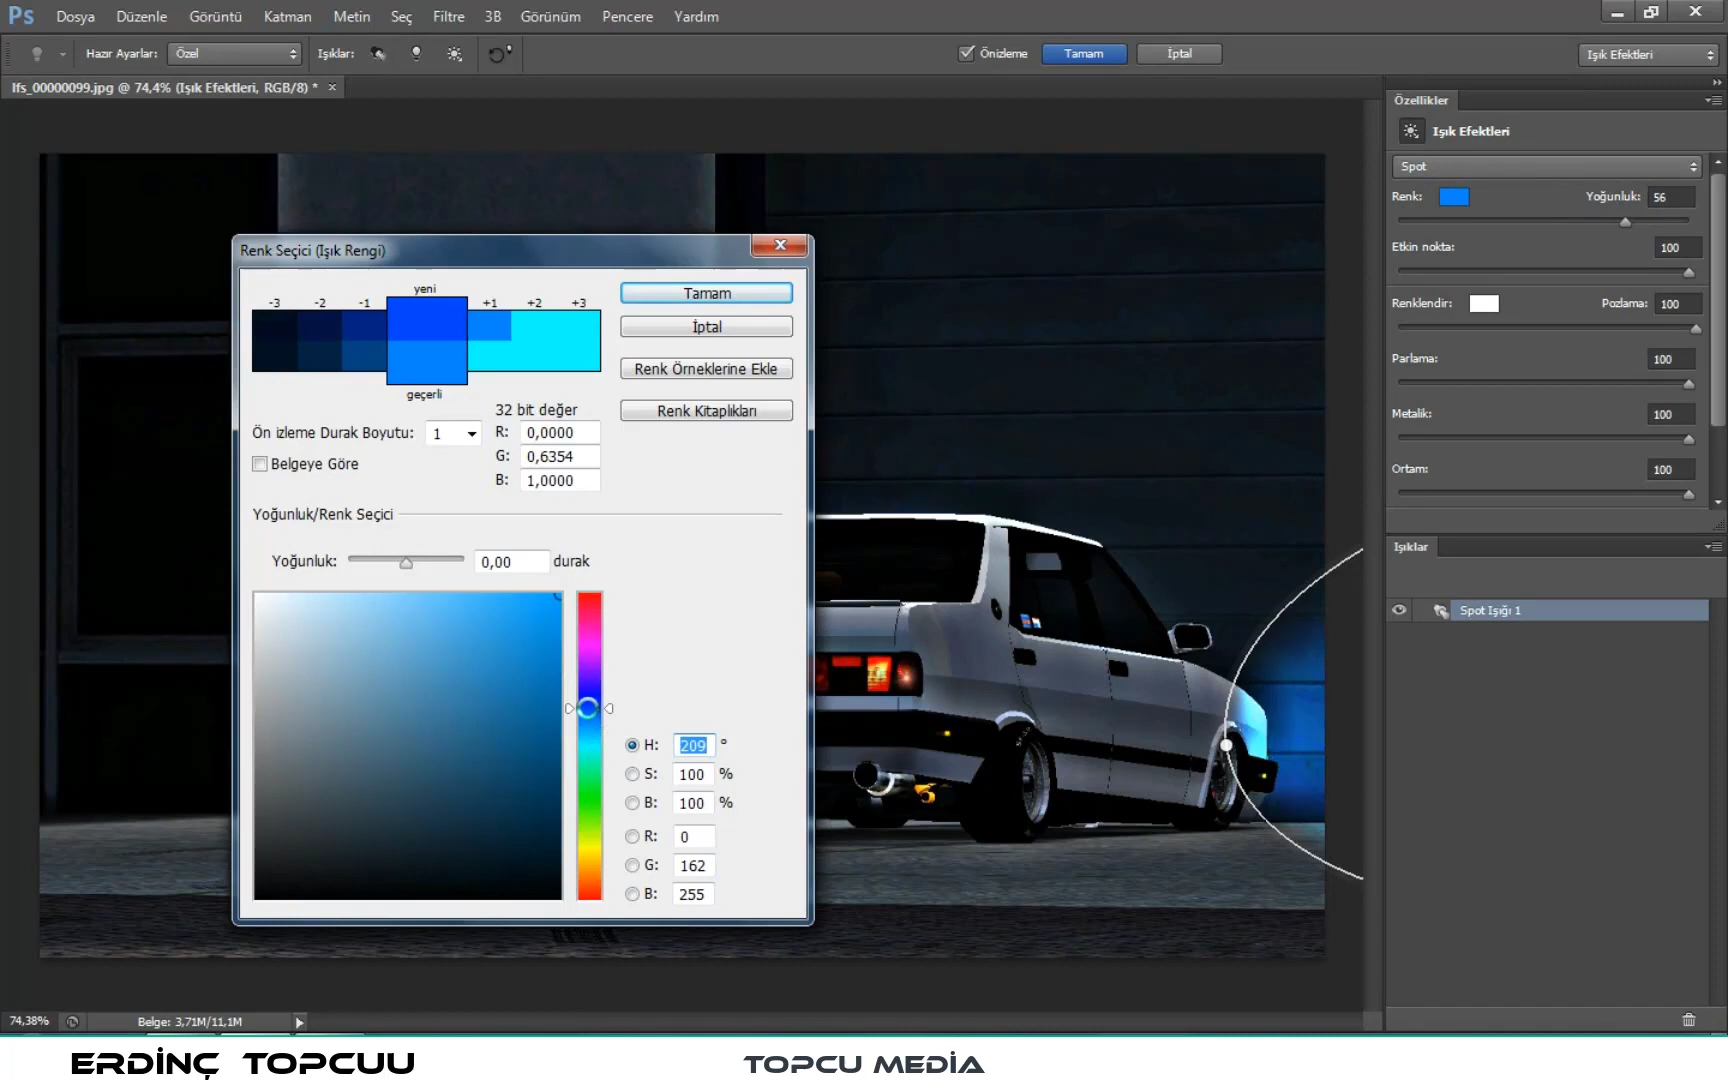 Ps Dosya Düzenle Görüntü Katman Metin Seç Filtre 3B Görünüm Pencere Yardım
Hazır Ayarlar: Özel Işıklar: Önizleme Tamam İptal Işık Efektleri
lfs_00000099.jpg @ 74,4% (Işık Efektleri, RGB/8) *
Özellikler
Işık Efektleri
Spot
Renk: Yoğunluk: 56
Etkin nokta: 100
Renklendir: Pozlama: 100
Parlama: 100
Metalik: 100
Ortam: 100
Işıklar
Spot Işığı 1
Renk Seçici (Işık Rengi)
yeni
-3 -2 -1 +1 +2 +3
geçerli
Tamam
İptal
Renk Örneklerine Ekle
Renk Kitaplıkları
32 bit değer
Ön izleme Durak Boyutu: 1 R: 0,0000
G: 0,6354
Belgeye Göre
B: 1,0000
Yoğunluk/Renk Seçici
Yoğunluk: 0,00 durak
H: 209 °
S: 100 %
B: 100 %
R: 0
G: 162
B: 255
74,38% Belge: 3,71M/11,1M
ERDİNÇ TOPCUU TOPCU MEDİA